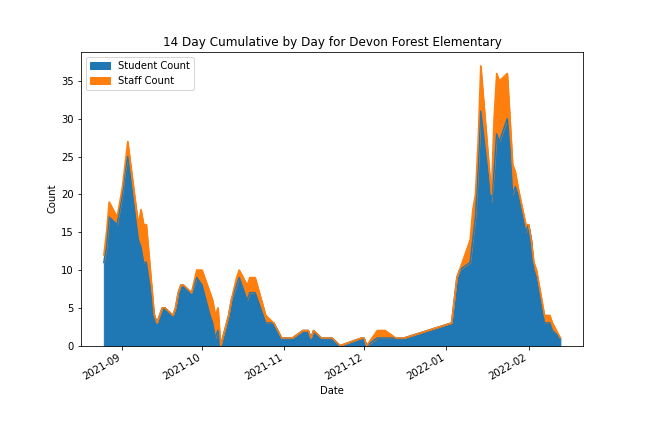 14 Day Cumulative by Day for Devon Forest Elementary
Student Count
Staff Count
35
30
25
20
15
10
5
0
Count
2021-09
2021-10
2021-11
2021-12
2022-01
2022-02
Date